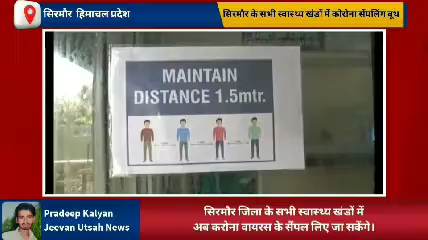 सिरमौर हिमाचल प्रदेश
सिरमौर के सभी स्वास्थ्य खंडों में कोरोना सैंपलिंग बूथ
MAINTAIN
DISTANCE 1.5mtr.
Pradeep Kalyan
Jeevan Utsah News
सिरमौर जिला के सभी स्वास्थ्य खंडों में
अब करोना वायरस के सैंपल लिए जा सकेंगे।